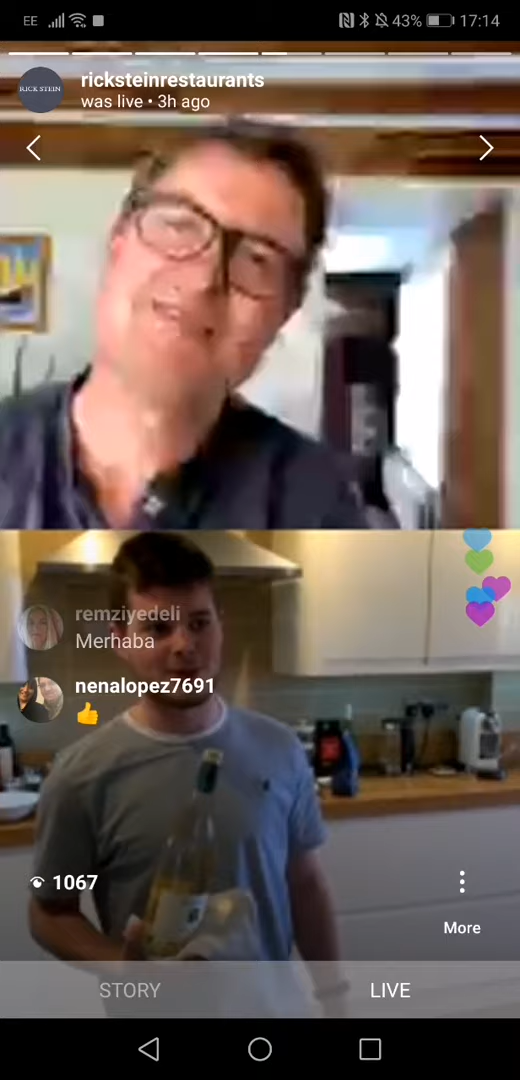 EE
43% 17:14
RICK STEIN
ricksteinrestaurants
was live • 3h ago
remziyedeli
Merhaba
nenalopez7691
👍
1067
More
STORY LIVE